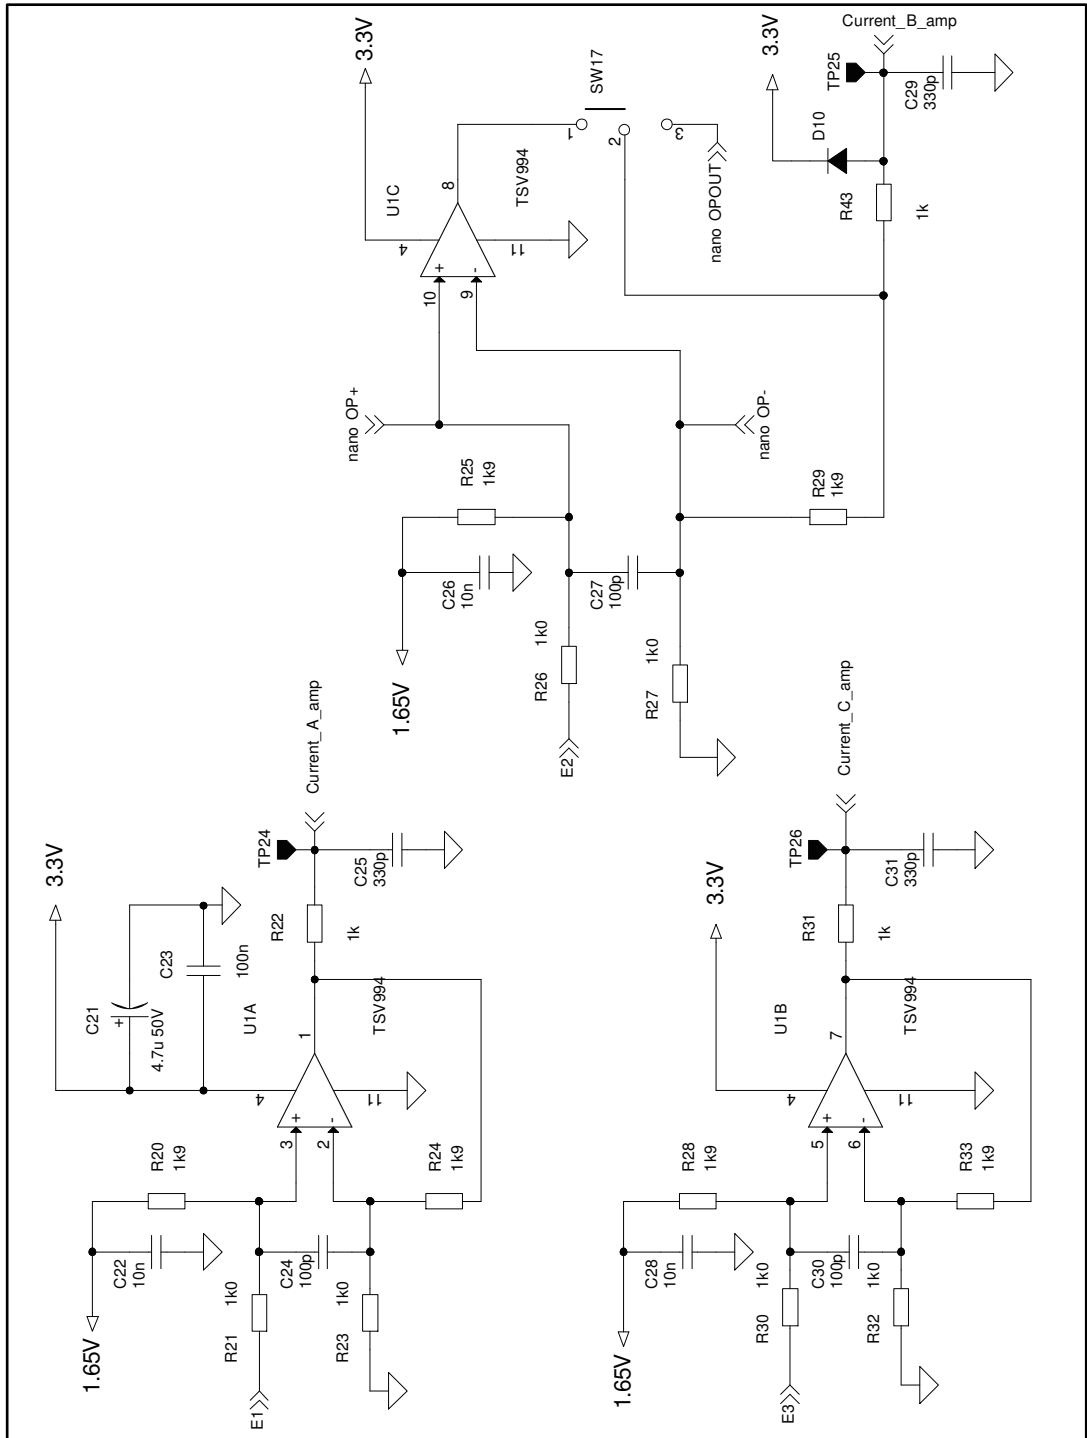 Current_B_amp
3.3V
TP25
C29
330p
D10
R43
1k
SW17
1
2
3
nano OPOUT
3.3V
8
U1C
TSV994
4
11
+
-
10
9
nano OP+
nano OP-
R25
1k9
R29
1k9
C26
10n
C27
100p
1.65V
R26
1k0
R27
1k0
E2
Current_A_amp
3.3V
TP24
C25
330p
R22
1k
C21
+
4.7u 50V
C23
100n
U1A
TSV994
1
4
11
+
-
3
2
R20
1k9
R24
1k9
C22
10n
C24
100p
1.65V
R21
1k0
R23
1k0
E1
Current_C_amp
3.3V
TP26
C31
330p
R31
1k
U1B
TSV994
7
4
11
+
-
5
6
R28
1k9
R33
1k9
C28
10n
C30
100p
1.65V
R30
1k0
R32
1k0
E3